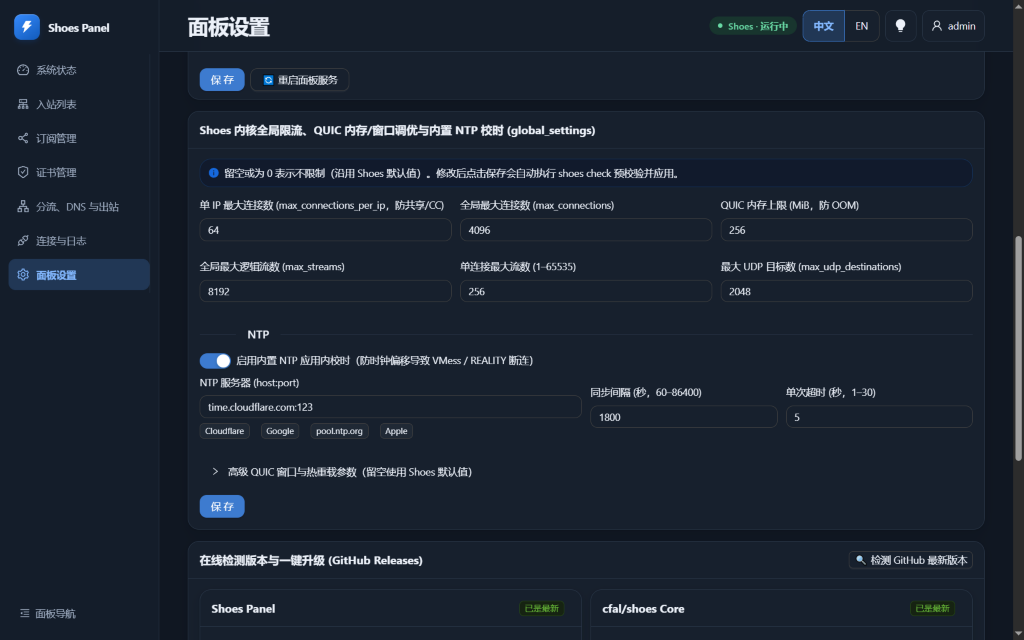 Shoes Panel
系统状态
入站列表
订阅管理
证书管理
分流、DNS 与出站
连接与日志
面板设置
面板导航
面板设置
Shoes · 运行中
中文
EN
admin
保 存
重启面板服务
Shoes 内核全局限流、QUIC 内存/窗口调优与内置 NTP 校时 (global_settings)
留空或为 0 表示不限制（沿用 Shoes 默认值）。修改后点击保存会自动执行 shoes check 预校验并应用。
单 IP 最大连接数 (max_connections_per_ip，防共享/CC)
全局最大连接数 (max_connections)
QUIC 内存上限 (MiB，防 OOM)
64
4096
256
全局最大逻辑流数 (max_streams)
单连接最大流数 (1–65535)
最大 UDP 目标数 (max_udp_destinations)
8192
256
2048
NTP
启用内置 NTP 应用内校时（防时钟偏移导致 VMess / REALITY 断连）
NTP 服务器 (host:port)
同步间隔 (秒，60–86400)
单次超时 (秒，1–30)
time.cloudflare.com:123
1800
5
Cloudflare
Google
pool.ntp.org
Apple
高级 QUIC 窗口与热重载参数（留空使用 Shoes 默认值）
保 存
在线检测版本与一键升级 (GitHub Releases)
检测 GitHub 最新版本
Shoes Panel
已是最新
cfal/shoes Core
已是最新